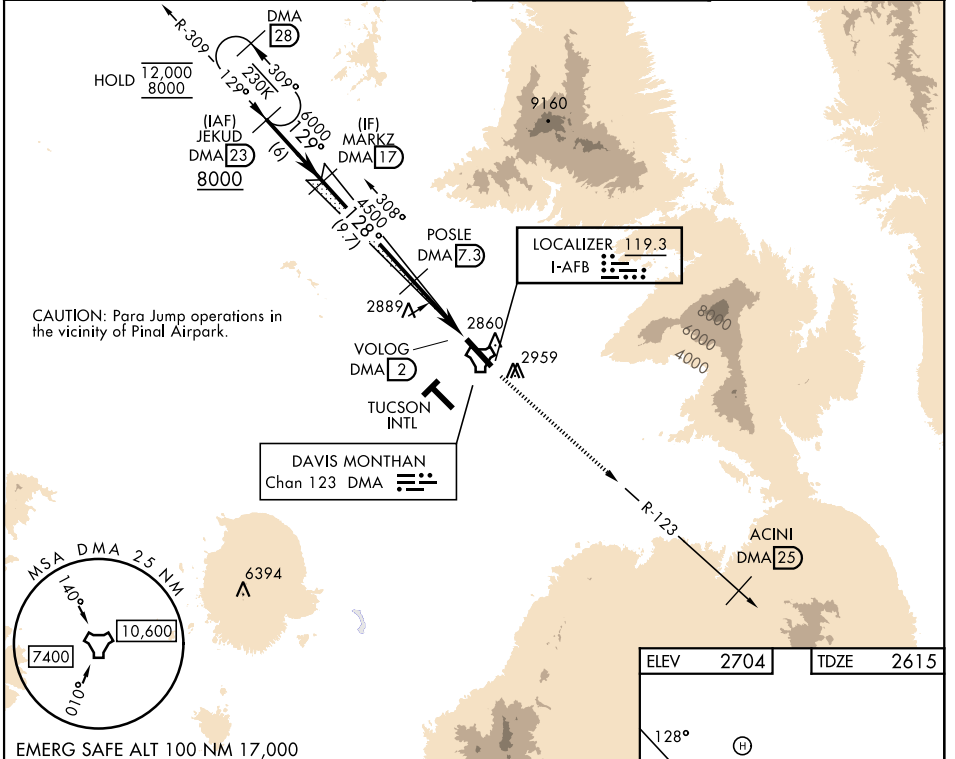 DMA
28
R-309
309°
HOLD
12,000
8000
129°
230K
9160
(IAF)
JEKUD
DMA 23
8000
6000
129°
(6)
(IF)
MARKZ
DMA 17
308°
4500
128°
(9.7)
POSLE
DMA 7.3
LOCALIZER 119.3
I-AFB
2889
CAUTION: Para Jump operations in
the vicinity of Pinal Airpark.
8000
6000
4000
2860
VOLOG
DMA 2
2959
TUCSON
INTL
DAVIS MONTHAN
Chan 123 DMA
R-123
ACINI
DMA 25
MSA DMA 25 NM
140°
10,600
7400
010°
6394
ELEV 2704
TDZE 2615
128°
H
EMERG SAFE ALT 100 NM 17,000